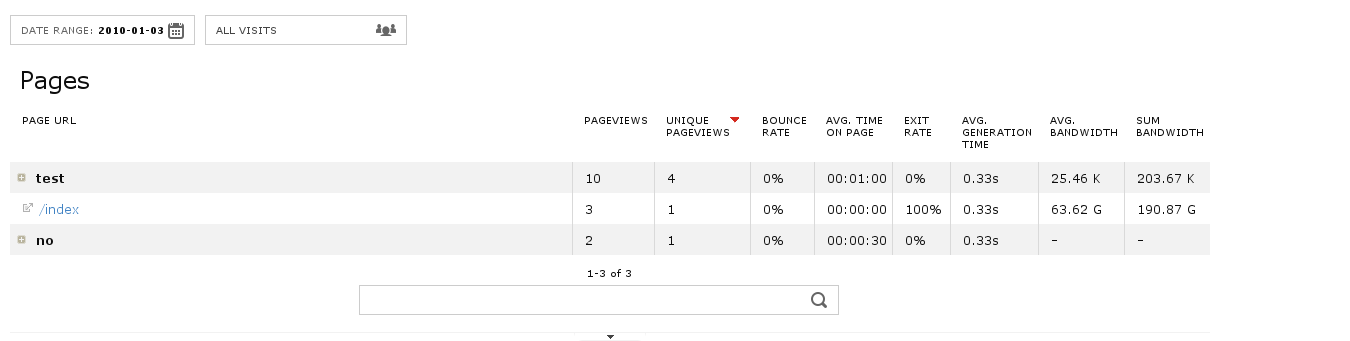 DATE RANGE: 2010-01-03 ALL VISITS
Pages
PAGE URL PAGEVIEWS UNIQUE PAGEVIEWS BOUNCE RATE AVG. TIME ON PAGE EXIT RATE AVG. GENERATION TIME AVG. BANDWIDTH SUM BANDWIDTH
test 10 4 0% 00:01:00 0% 0.33s 25.46 K 203.67 K
/index 3 1 0% 00:00:00 100% 0.33s 63.62 G 190.87 G
no 2 1 0% 00:00:30 0% 0.33s - -
1-3 of 3